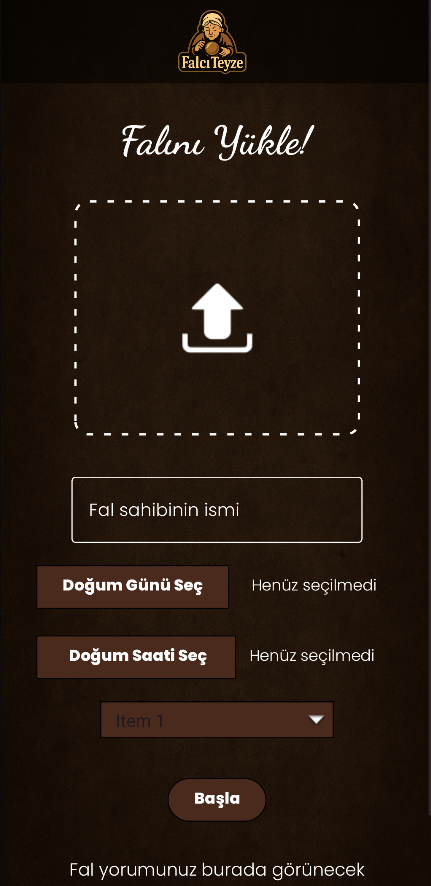 Falcı Teyze
Falını Yükle!
Fal sahibinin ismi
Doğum Günü Seç Henüz seçilmedi
Doğum Saati Seç Henüz seçilmedi
Item 1
Başla
Fal yorumunuz burada görünecek